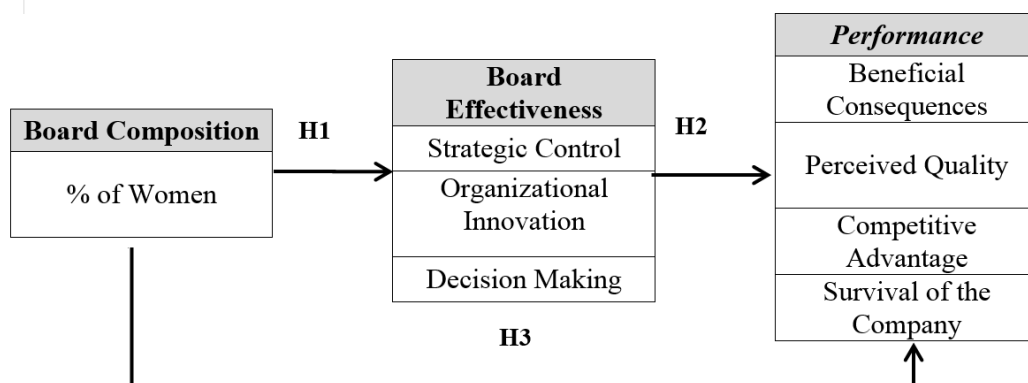 Board Composition
% of Women
H1
Board
Effectiveness
Strategic Control
Organizational
Innovation
Decision Making
H2
Performance
Beneficial
Consequences
Perceived Quality
Competitive
Advantage
Survival of the
Company
H3